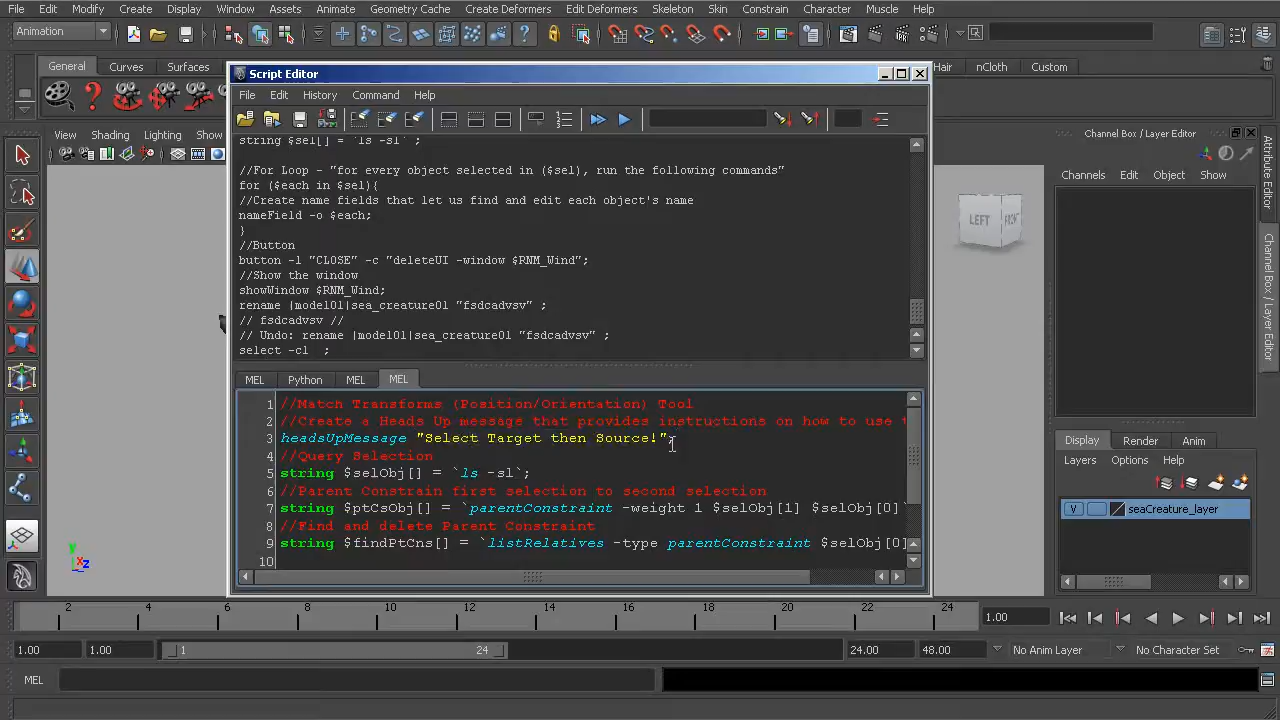 File Edit Modify Create Display Window Assets Animate Geometry Cache Create Deformers Edit Deformers Skeleton Skin Constrain Character Muscle Help
Animation
General Curves Surfaces Hair nCloth Custom
Script Editor
File Edit History Command Help
View Shading Lighting Show
string $sel[] = `ls -sl` ;
//For Loop - "for every object selected in ($sel), run the following commands"
for ($each in $sel){
//Create name fields that let us find and edit each object's name
nameField -o $each;
}
//Button
button -l "CLOSE" -c "deleteUI -window $RNM_Wind";
//Show the window
showWindow $RNM_Wind;
rename |model01|sea_creature01 "fsdcadvsv" ;
// fsdcadvsv //
// Undo: rename |model01|sea_creature01 "fsdcadvsv" ;
select -cl ;
MEL Python MEL MEL
1 //Match Transforms (Position/Orientation) Tool
2 //Create a Heads Up message that provides instructions on how to use t
3 headsUpMessage "Select Target then Source!";
4 //Query Selection
5 string $selObj[] = `ls -sl`;
6 //Parent Constrain first selection to second selection
7 string $ptCsObj[] = `parentConstraint -weight 1 $selObj[1] $selObj[0]`
8 //Find and delete Parent Constraint
9 string $findPtCns[] = `listRelatives -type parentConstraint $selObj[0]
10
LEFT
Channel Box / Layer Editor
Channels Edit Object Show
Attribute Editor
Channel Box / Layer Editor
Display Render Anim
Layers Options Help
V seaCreature_layer
Y
X Z
2 4 6 8 10 12 14 16 18 20 22 24
1.00
1.00 1.00 1 24 24.00 48.00 No Anim Layer No Character Set
MEL